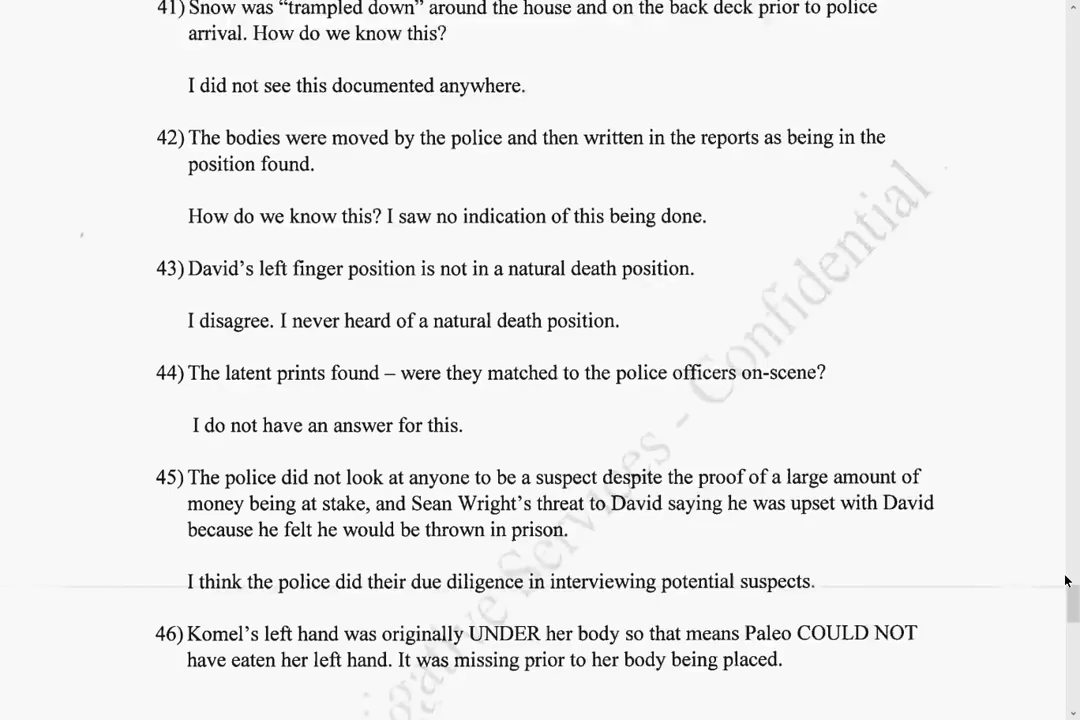 41) Snow was “trampled down” around the house and on the back deck prior to police
arrival. How do we know this?
I did not see this documented anywhere.
42) The bodies were moved by the police and then written in the reports as being in the
position found.
How do we know this? I saw no indication of this being done.
43) David’s left finger position is not in a natural death position.
I disagree. I never heard of a natural death position.
44) The latent prints found – were they matched to the police officers on-scene?
I do not have an answer for this.
45) The police did not look at anyone to be a suspect despite the proof of a large amount of
money being at stake, and Sean Wright’s threat to David saying he was upset with David
because he felt he would be thrown in prison.
I think the police did their due diligence in interviewing potential suspects.
46) Komel’s left hand was originally UNDER her body so that means Paleo COULD NOT
have eaten her left hand. It was missing prior to her body being placed.
Services - Confidential